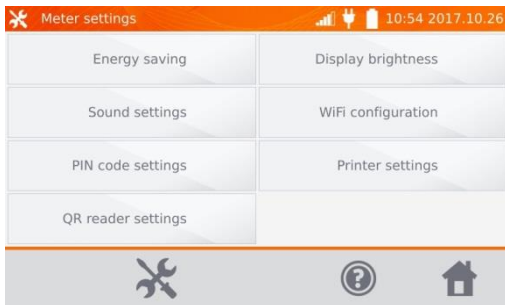 Meter settings 10:54 2017.10.26
Energy saving
Display brightness
Sound settings
WiFi configuration
PIN code settings
Printer settings
QR reader settings
?